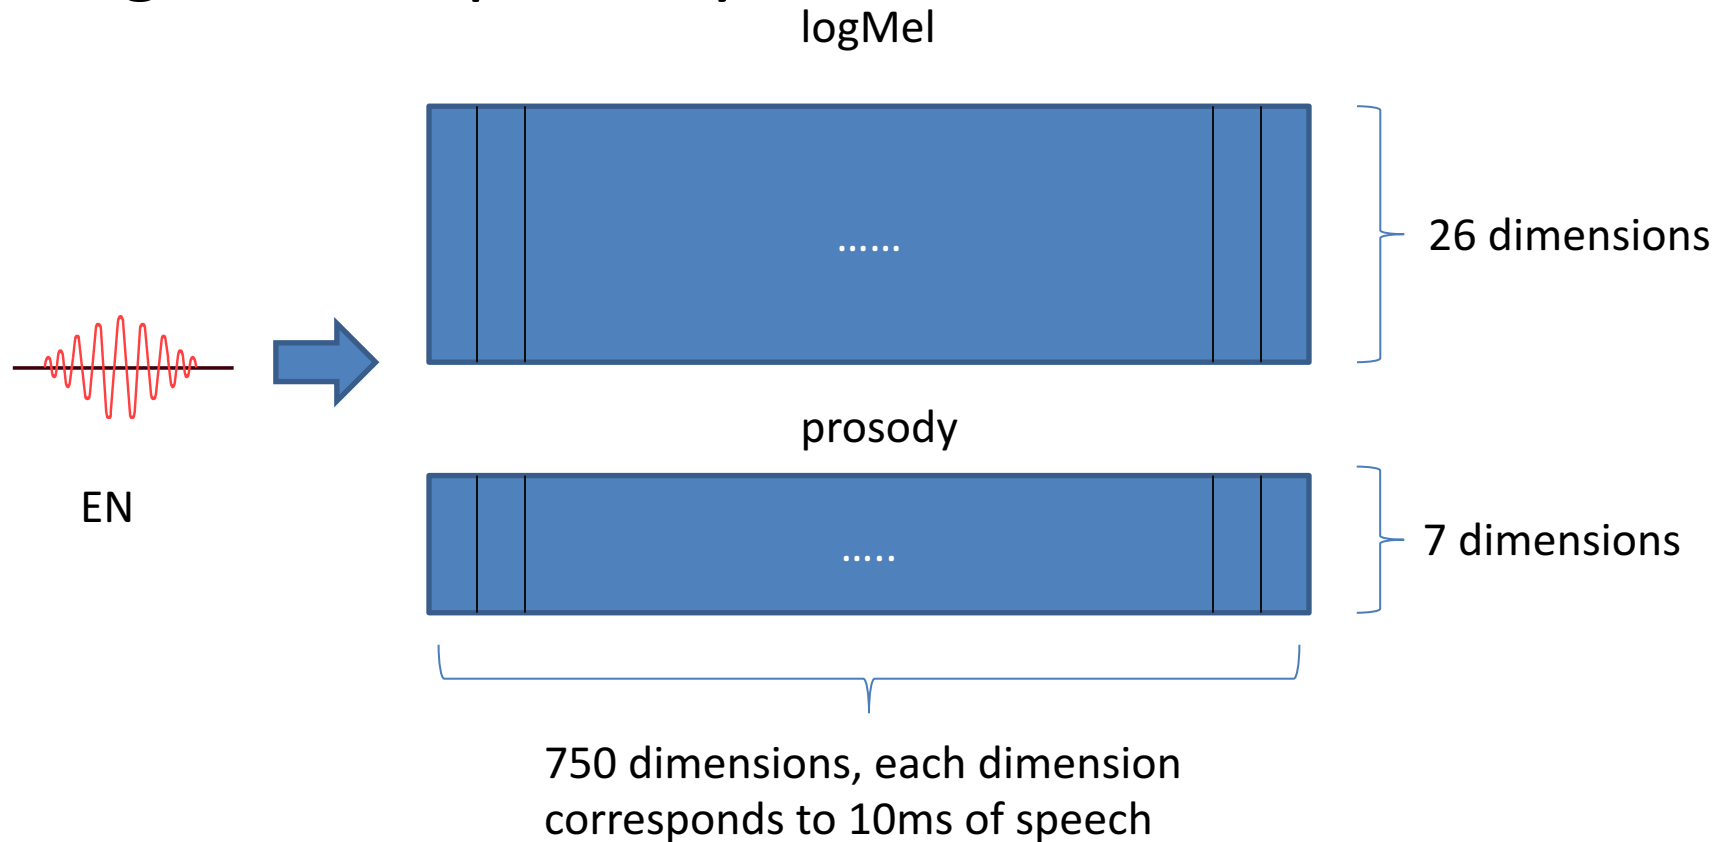 logMel
......
26 dimensions
prosody
EN
.....
7 dimensions
750 dimensions, each dimension
corresponds to 10ms of speech